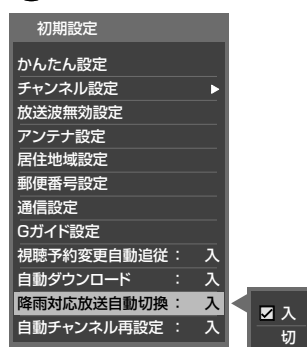 初期設定
かんたん設定
チャンネル設定
放送波無効設定
アンテナ設定
居住地域設定
郵便番号設定
通信設定
Gガイド設定
視聴予約変更自動追従： 入
自動ダウンロード ： 入
降雨対応放送自動切換： 入
自動チャンネル再設定 ： 入
入
切